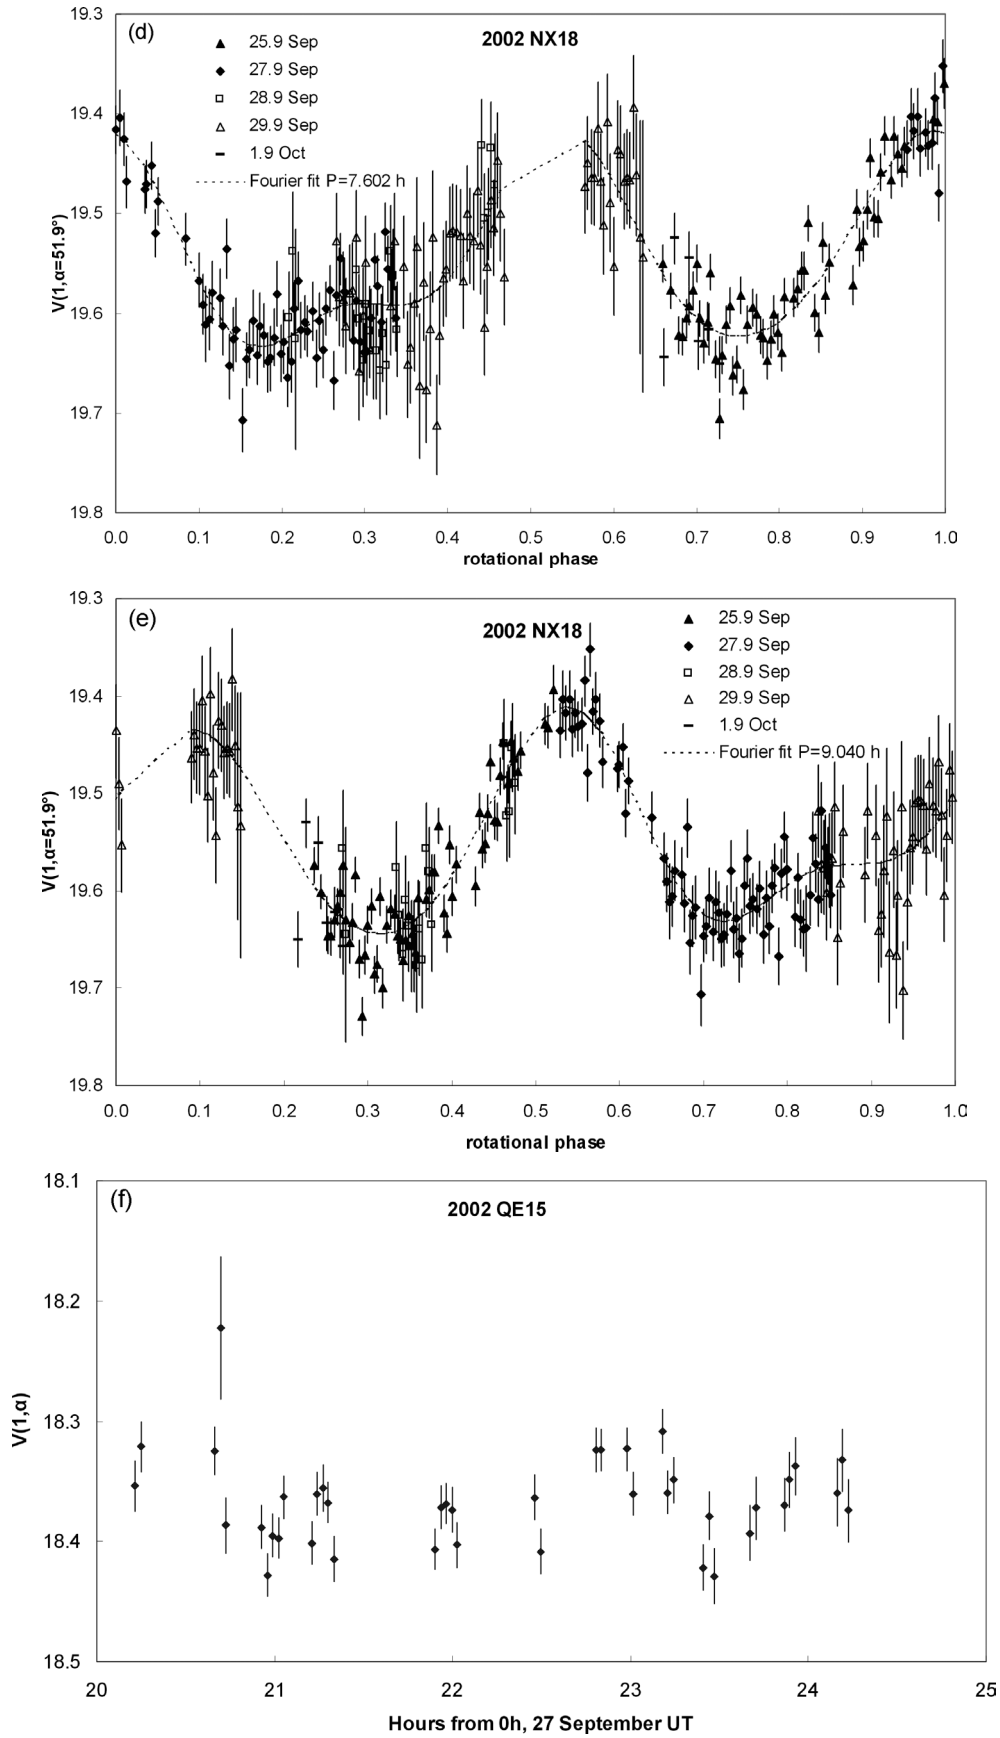 (d)
2002 NX18
25.9 Sep
27.9 Sep
28.9 Sep
29.9 Sep
1.9 Oct
Fourier fit P=7.602 h
V(1,α=51.9°)
19.3
19.4
19.5
19.6
19.7
19.8
0.0 0.1 0.2 0.3 0.4 0.5 0.6 0.7 0.8 0.9 1.0
rotational phase
(e)
2002 NX18
25.9 Sep
27.9 Sep
28.9 Sep
29.9 Sep
1.9 Oct
Fourier fit P=9.040 h
V(1,α=51.9°)
19.3
19.4
19.5
19.6
19.7
19.8
0.0 0.1 0.2 0.3 0.4 0.5 0.6 0.7 0.8 0.9 1.0
rotational phase
(f)
2002 QE15
V(1,α)
18.1
18.2
18.3
18.4
18.5
20 21 22 23 24 25
Hours from 0h, 27 September UT